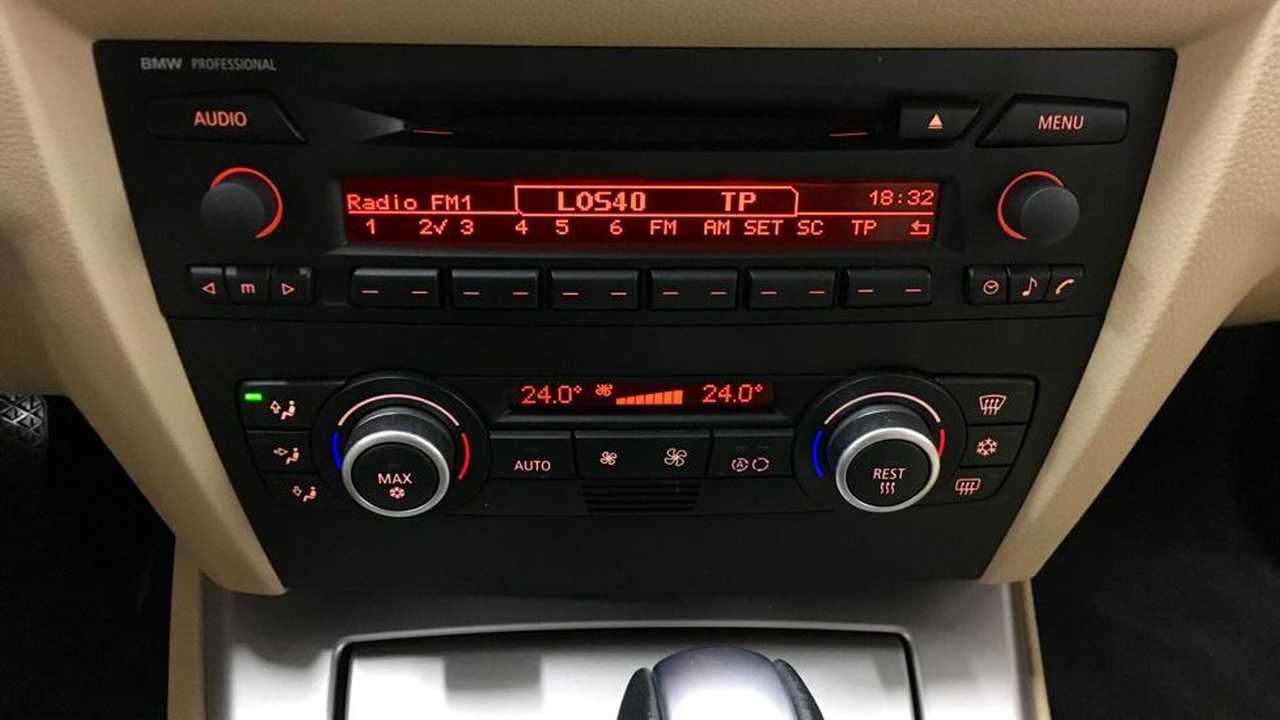 BMW PROFESSIONAL
AUDIO
MENU
Radio FM1 LOS40 TP 18:32
1 2√ 3 4 5 6 FM AM SET SC TP
m
24.0° 24.0°
MAX
AUTO
A
REST